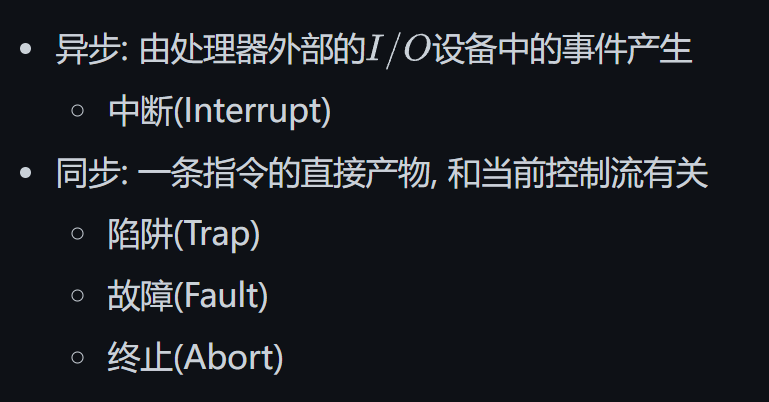 异步: 由处理器外部的I/O设备中的事件产生
中断(Interrupt)
同步: 一条指令的直接产物, 和当前控制流有关
陷阱(Trap)
故障(Fault)
终止(Abort)